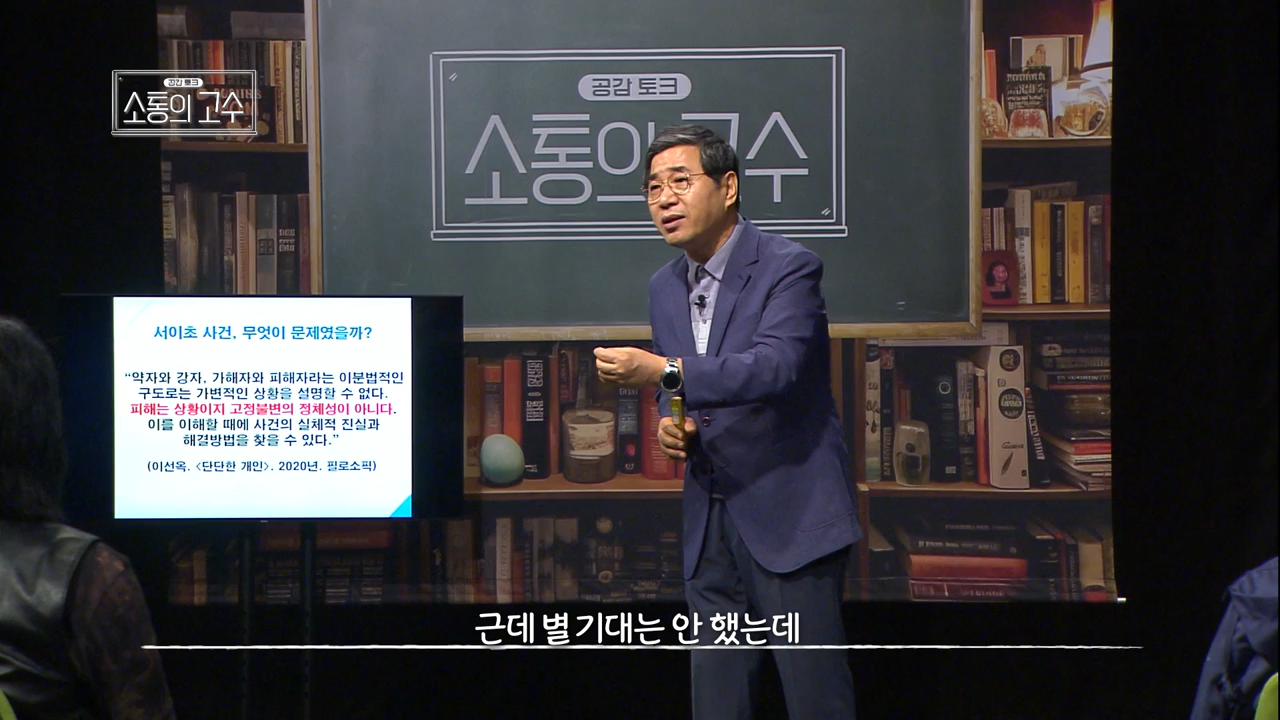 공감 토크
소통의 고수
공감 토크
소통의 고수
서이초 사건, 무엇이 문제였을까?
“약자와 강자, 가해자와 피해자라는 이분법적인
구도로는 가변적인 상황을 설명할 수 없다.
피해는 상황이지 고정불변의 정체성이 아니다.
이를 이해할 때에 사건의 실체적 진실과
해결방법을 찾을 수 있다.”
(이선옥. <단단한 개인>. 2020년. 필로소픽)
근데 별 기대는 안 했는데